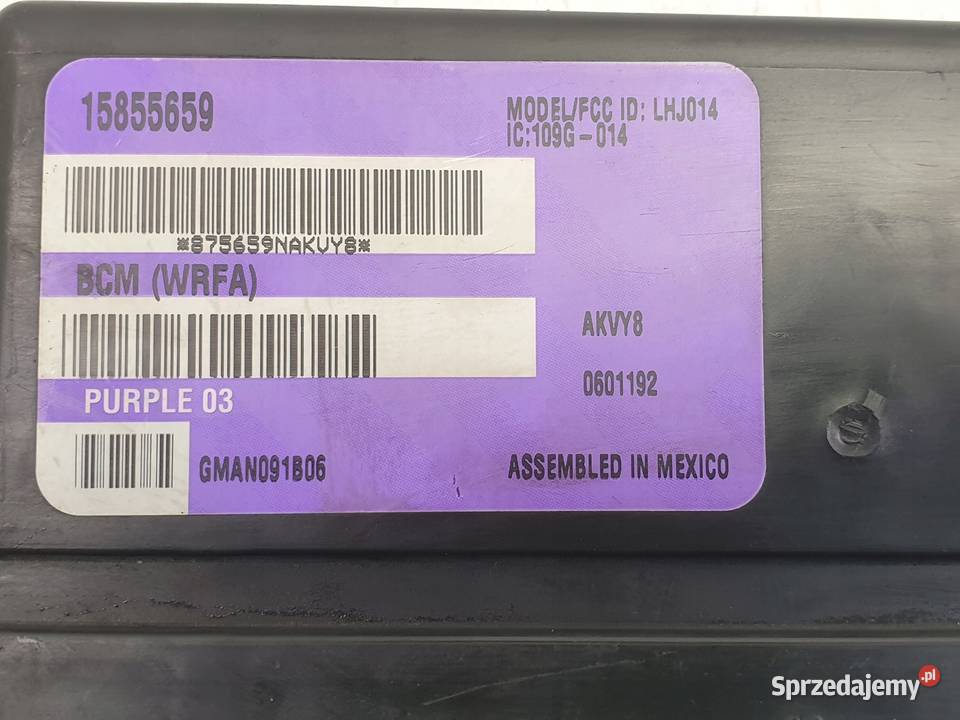 15855659
MODEL/FCC ID: LHJ014
IC:109G-014
*875659NAKVY8*
BCM (WRFA)
AKVY8
0601192
PURPLE 03
GMAN091B06
ASSEMBLED IN MEXICO
Sprzedajemy.pl